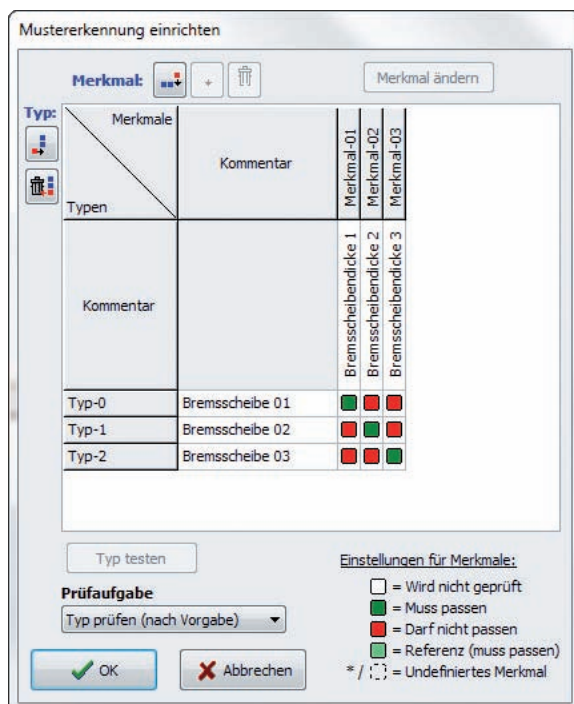 Mustererkennung einrichten
Merkmal:
Merkmal ändern
Typ:
Merkmale
Typen
Kommentar
Merkmal-01
Merkmal-02
Merkmal-03
Kommentar
Bremsscheibendicke 1
Bremsscheibendicke 2
Bremsscheibendicke 3
Typ-0 Bremsscheibe 01
Typ-1 Bremsscheibe 02
Typ-2 Bremsscheibe 03
Typ testen
Prüfaufgabe
Typ prüfen (nach Vorgabe)
OK
Abbrechen
Einstellungen für Merkmale:
= Wird nicht geprüft
= Muss passen
= Darf nicht passen
= Referenz (muss passen)
* / = Undefiniertes Merkmal